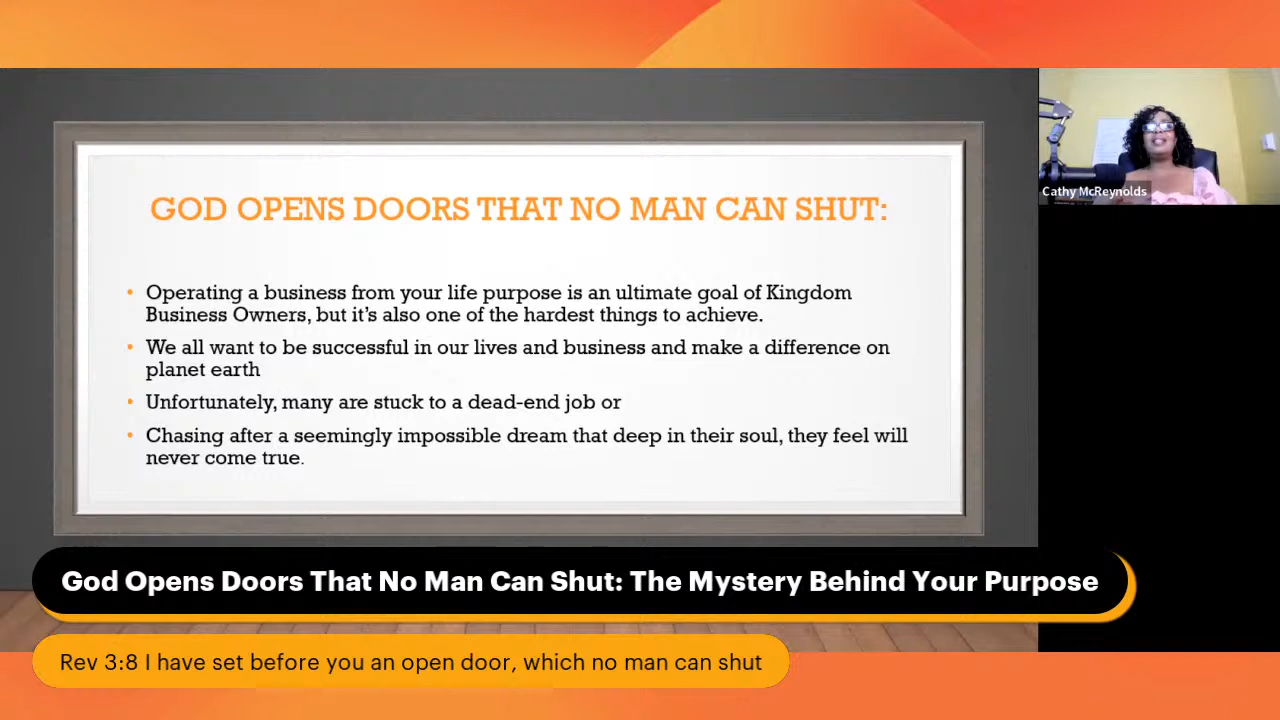 GOD OPENS DOORS THAT NO MAN CAN SHUT:
• Operating a business from your life purpose is an ultimate goal of Kingdom
Business Owners, but it's also one of the hardest things to achieve.
• We all want to be successful in our lives and business and make a difference on
planet earth
• Unfortunately, many are stuck to a dead-end job or
• Chasing after a seemingly impossible dream that deep in their soul, they feel will
never come true.
Cathy McReynolds
God Opens Doors That No Man Can Shut: The Mystery Behind Your Purpose
Rev 3:8 I have set before you an open door, which no man can shut